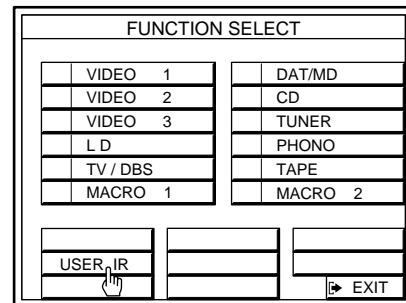 FUNCTION SELECT
VIDEO 1
VIDEO 2
VIDEO 3
L D
TV / DBS
MACRO 1
DAT/MD
CD
TUNER
PHONO
TAPE
MACRO 2
USER IR
EXIT